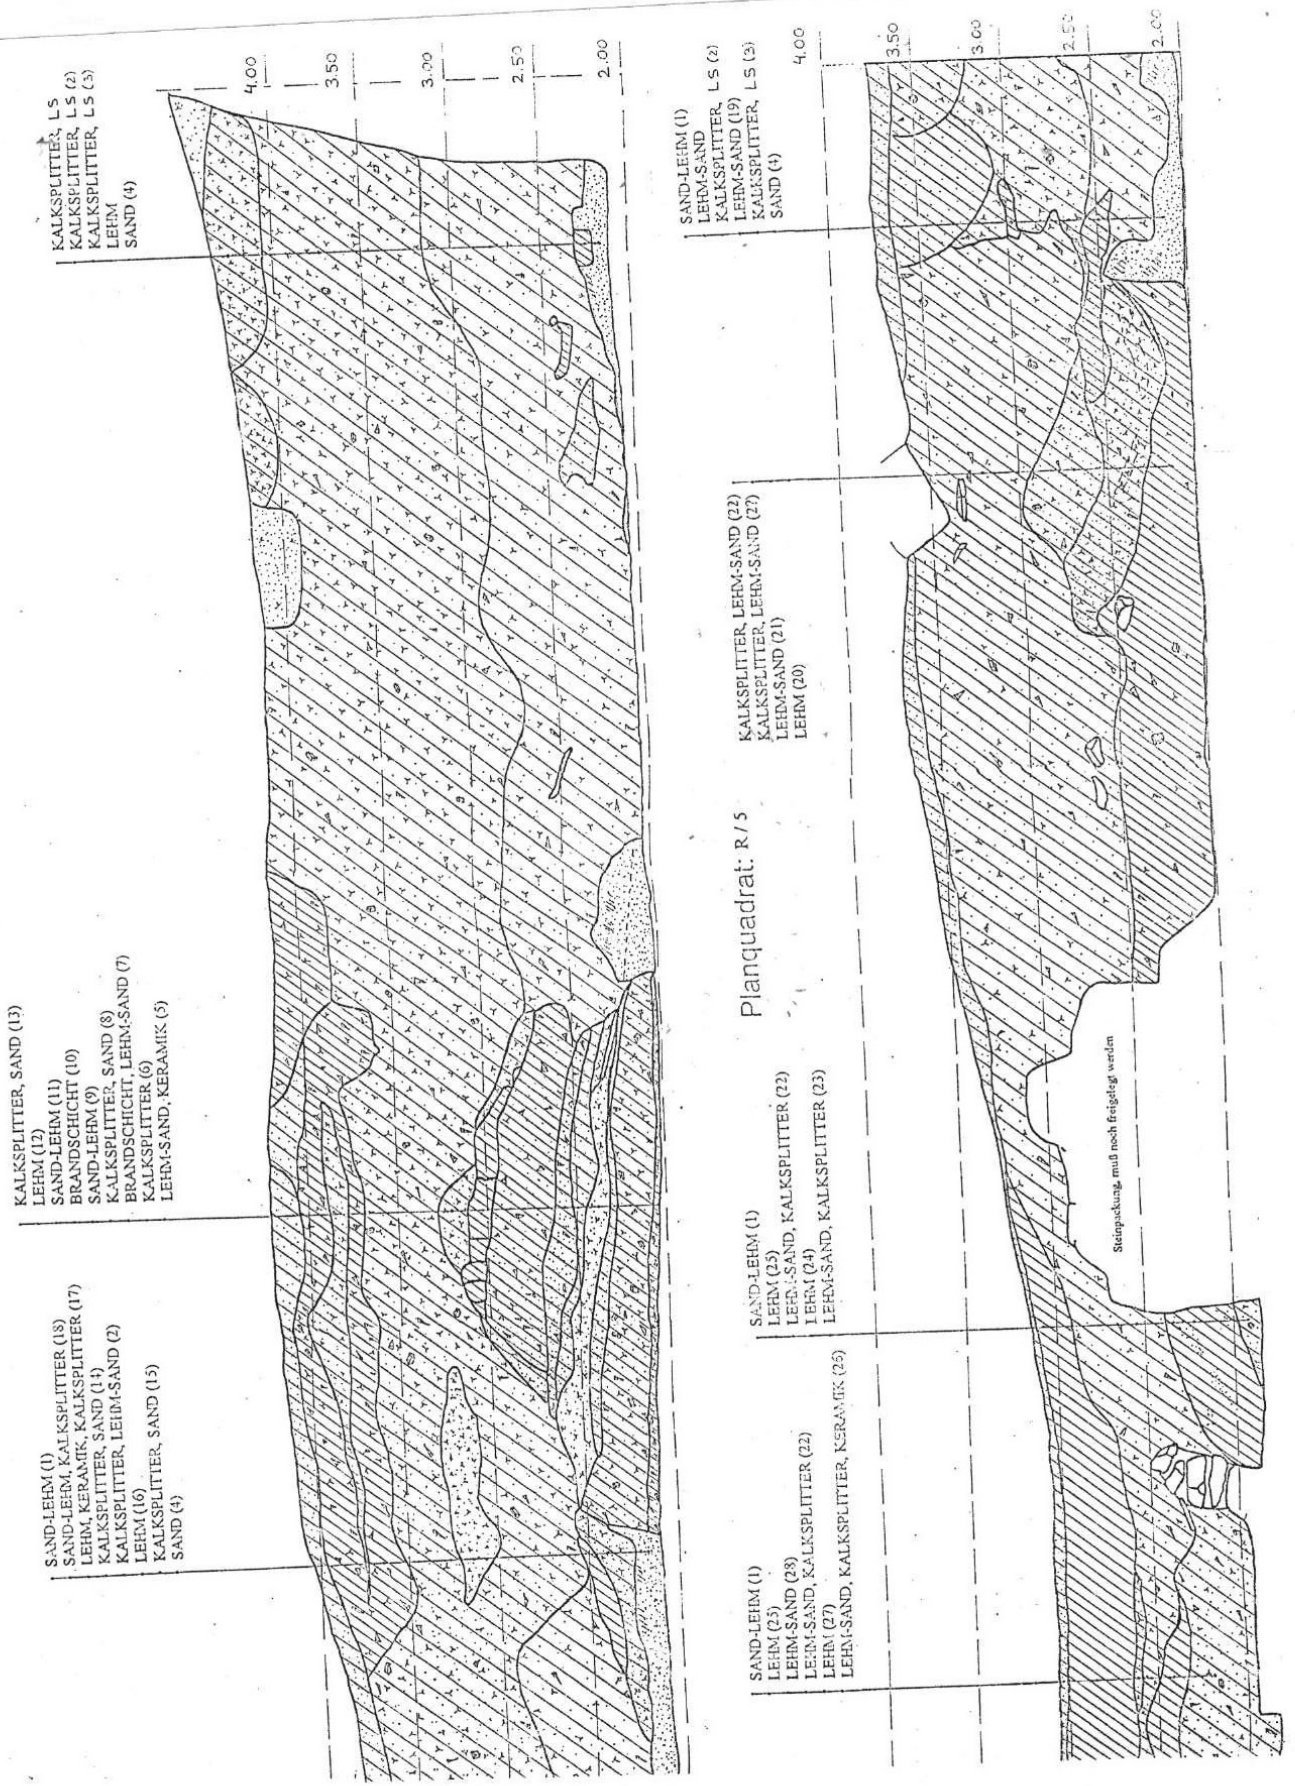 KALKSPLITTER, LS
KALKSPLITTER, LS (2)
KALKSPLITTER, LS (3)
LEHM
SAND (4)
4.00
3.50
3.00
2.50
2.00
KALKSPLITTER, SAND (13)
LEHM (12)
SAND-LEHM (11)
BRANDSCHICHT (10)
SAND-LEHM (9)
KALKSPLITTER, SAND (8)
BRANDSCHICHT, LEHM-SAND (7)
KALKSPLITTER (6)
LEHM-SAND, KERAMIK (5)
SAND-LEHM (1)
SAND-LEHM, KALKSPLITTER (18)
LEHM, KERAMIK, KALKSPLITTER (17)
KALKSPLITTER, SAND (14)
KALKSPLITTER, LEHM-SAND (2)
LEHM (16)
KALKSPLITTER, SAND (15)
SAND (4)
SAND-LEHM (1)
LEHM-SAND
KALKSPLITTER, LS (2)
LEHM-SAND (19)
KALKSPLITTER, LS (3)
SAND (4)
4.00
3.50
3.00
2.50
2.00
KALKSPLITTER, LEHM-SAND (22)
KALKSPLITTER, LEHM-SAND (2?)
LEHM-SAND (21)
LEHM (20)
Planquadrat: R/5
SAND-LEHM (1)
LEHM (25)
LEHM-SAND, KALKSPLITTER (22)
LEHM (24)
LEHM-SAND, KALKSPLITTER (23)
Steinpackung, muß noch freigelegt werden
SAND-LEHM (1)
LEHM (25)
LEHM-SAND (28)
LEHM-SAND, KALKSPLITTER (22)
LEHM (27)
LEHM-SAND, KALKSPLITTER, KERAMIK (26)